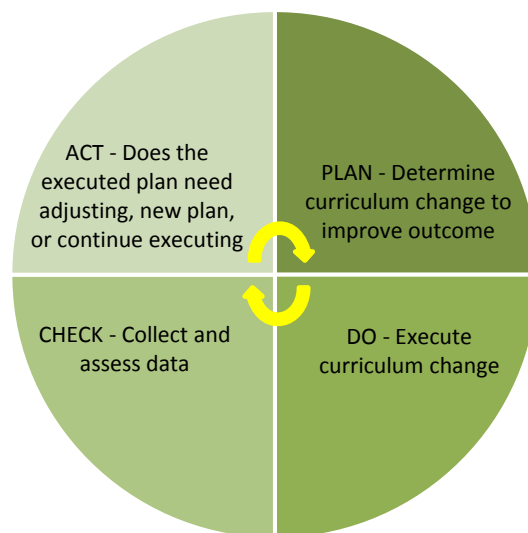 ACT - Does the
executed plan need
adjusting, new plan,
or continue executing
PLAN - Determine
curriculum change to
improve outcome
CHECK - Collect and
assess data
DO - Execute
curriculum change